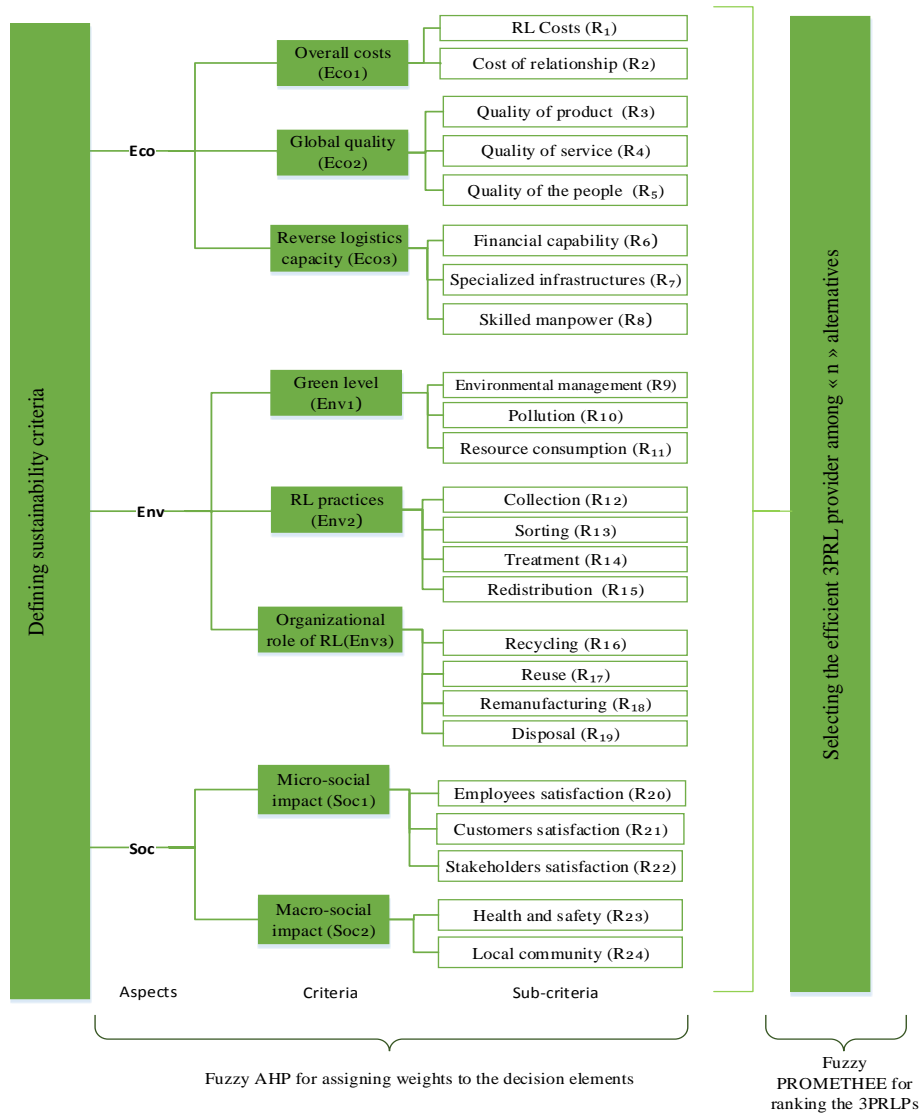 Defining sustainability criteria
Eco
Overall costs
(Eco1)
RL Costs (R₁)
Cost of relationship (R2)
Global quality
(Eco2)
Quality of product (R3)
Quality of service (R4)
Quality of the people (R₅)
Reverse logistics
capacity (Eco3)
Financial capability (R6)
Specialized infrastructures (R₇)
Skilled manpower (R8)
Env
Green level
(Env1)
Environmental management (R9)
Pollution (R10)
Resource consumption (R₁₁)
RL practices
(Env2)
Collection (R12)
Sorting (R13)
Treatment (R14)
Redistribution (R15)
Organizational
role of RL(Env3)
Recycling (R16)
Reuse (R₁₇)
Remanufacturing (R₁₈)
Disposal (R₁₉)
Soc
Micro-social
impact (Soc1)
Employees satisfaction (R20)
Customers satisfaction (R21)
Stakeholders satisfaction (R22)
Macro-social
impact (Soc2)
Health and safety (R23)
Local community (R24)
Selecting the efficient 3PRL provider among « n » alternatives
Aspects
Criteria
Sub-criteria
Fuzzy AHP for assigning weights to the decision elements
Fuzzy
PROMETHEE for
ranking the 3PRLPs